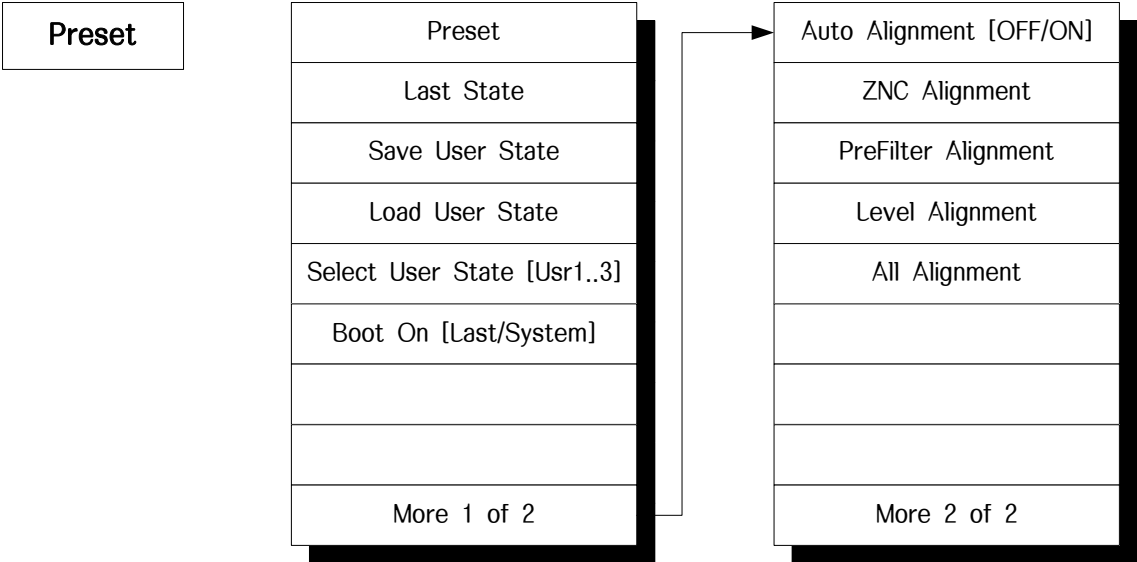 Preset
Preset
Last State
Save User State
Load User State
Select User State [Usr1..3]
Boot On [Last/System]
More 1 of 2
Auto Alignment [OFF/ON]
ZNC Alignment
PreFilter Alignment
Level Alignment
All Alignment
More 2 of 2